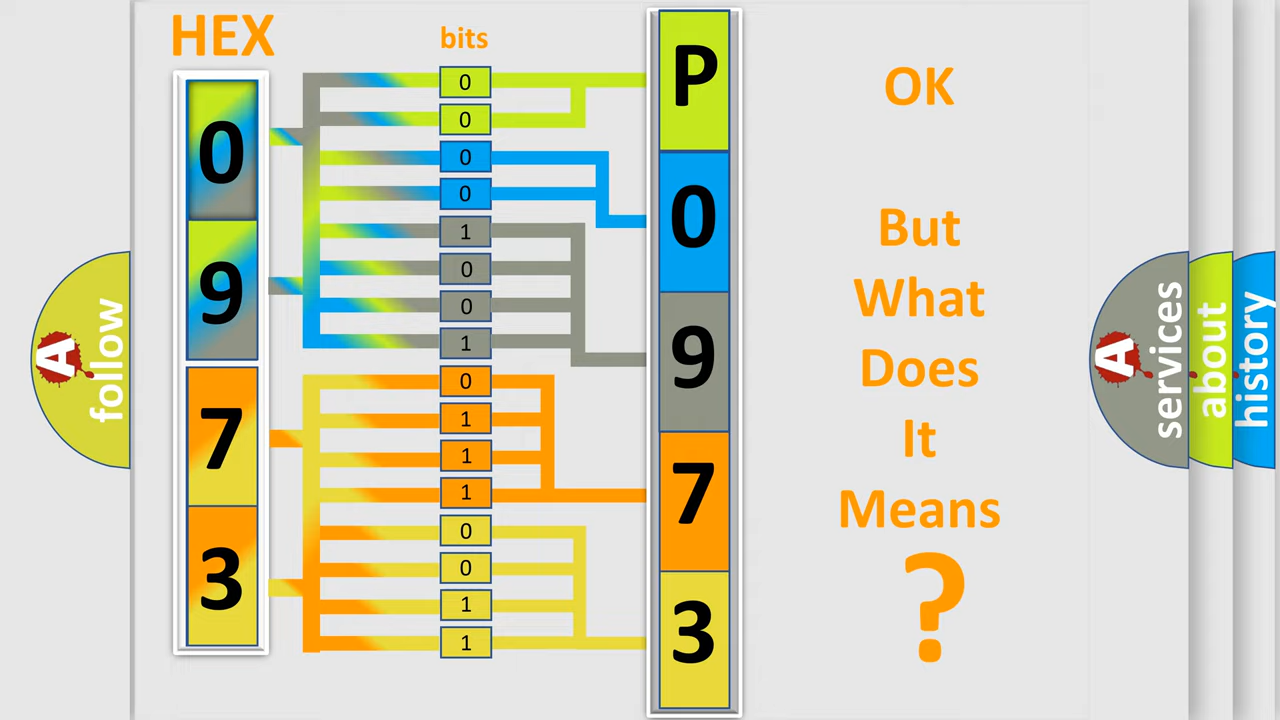 HEX
bits
0
9
7
3
0
0
0
0
1
0
0
1
0
1
1
1
0
0
1
1
P
0
9
7
3
OK
But
What
Does
It
Means
?
A
follow
A
services
about
history